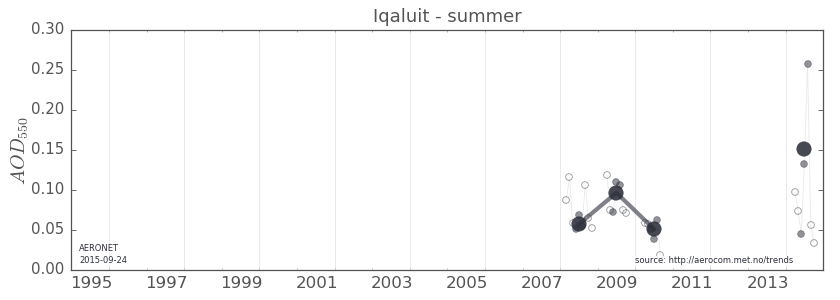 Iqaluit - summer
0.30
0.25
0.20
0.15
0.10
0.05
0.00
AOD550
AERONET
2015-09-24
source: http://aerocom.met.no/trends
1995 1997 1999 2001 2003 2005 2007 2009 2011 2013